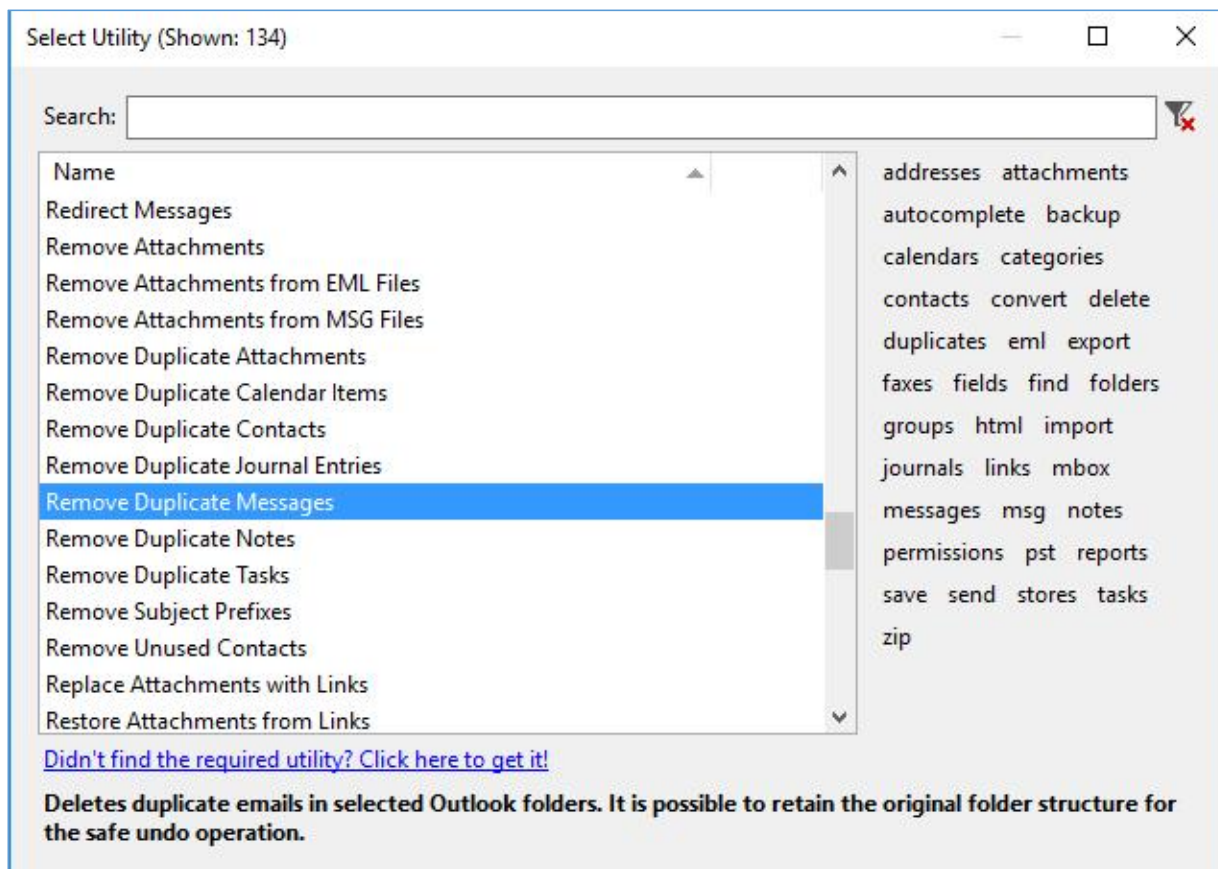 Select Utility (Shown: 134)
Search:
Name
Redirect Messages
Remove Attachments
Remove Attachments from EML Files
Remove Attachments from MSG Files
Remove Duplicate Attachments
Remove Duplicate Calendar Items
Remove Duplicate Contacts
Remove Duplicate Journal Entries
Remove Duplicate Messages
Remove Duplicate Notes
Remove Duplicate Tasks
Remove Subject Prefixes
Remove Unused Contacts
Replace Attachments with Links
Restore Attachments from Links
addresses attachments
autocomplete backup
calendars categories
contacts convert delete
duplicates eml export
faxes fields find folders
groups html import
journals links mbox
messages msg notes
permissions pst reports
save send stores tasks
zip
Didn't find the required utility? Click here to get it!
Deletes duplicate emails in selected Outlook folders. It is possible to retain the original folder structure for
the safe undo operation.